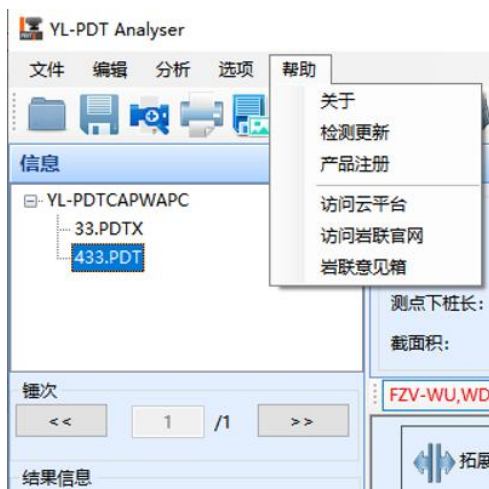 YL-PDT Analyser
文件 编辑 分析 选项 帮助
关于
检测更新
产品注册
访问云平台
访问岩联官网
岩联意见箱
信息
YL-PDTCAPWAPC
33.PDTX
433.PDT
测点下桩长:
截面积:
锤次
<< 1 /1 >>
FZV-WU,WD
拓展
结果信息